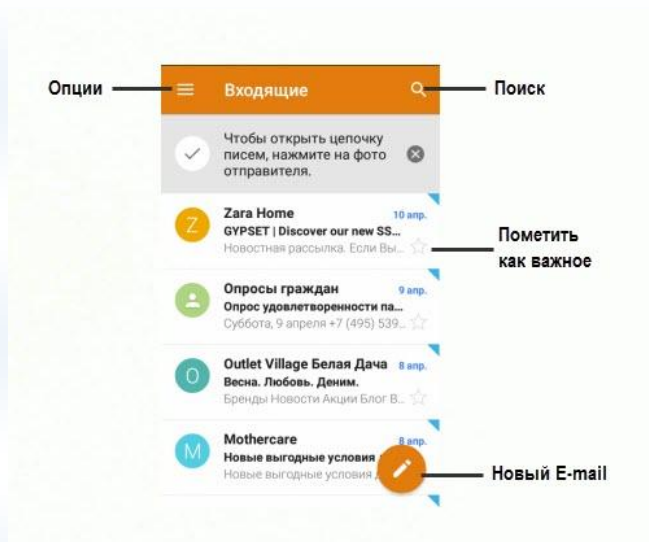 Опции
Входящие
Поиск
Чтобы открыть цепочку
писем, нажмите на фото
отправителя.
Z
Zara Home
10 апр.
GYPSET | Discover our new SS...
Новостная рассылка. Если Вы...
Пометить
как важное
Опросы граждан
9 апр.
Опрос удовлетворенности па...
Суббота, 9 апреля +7 (495) 539...
O
Outlet Village Белая Дача
8 апр.
Весна. Любовь. Деним.
Бренды Новости Акции Блог В...
M
Mothercare
8 апр.
Новые выгодные условия
Новые выгодные условия
Новый E-mail